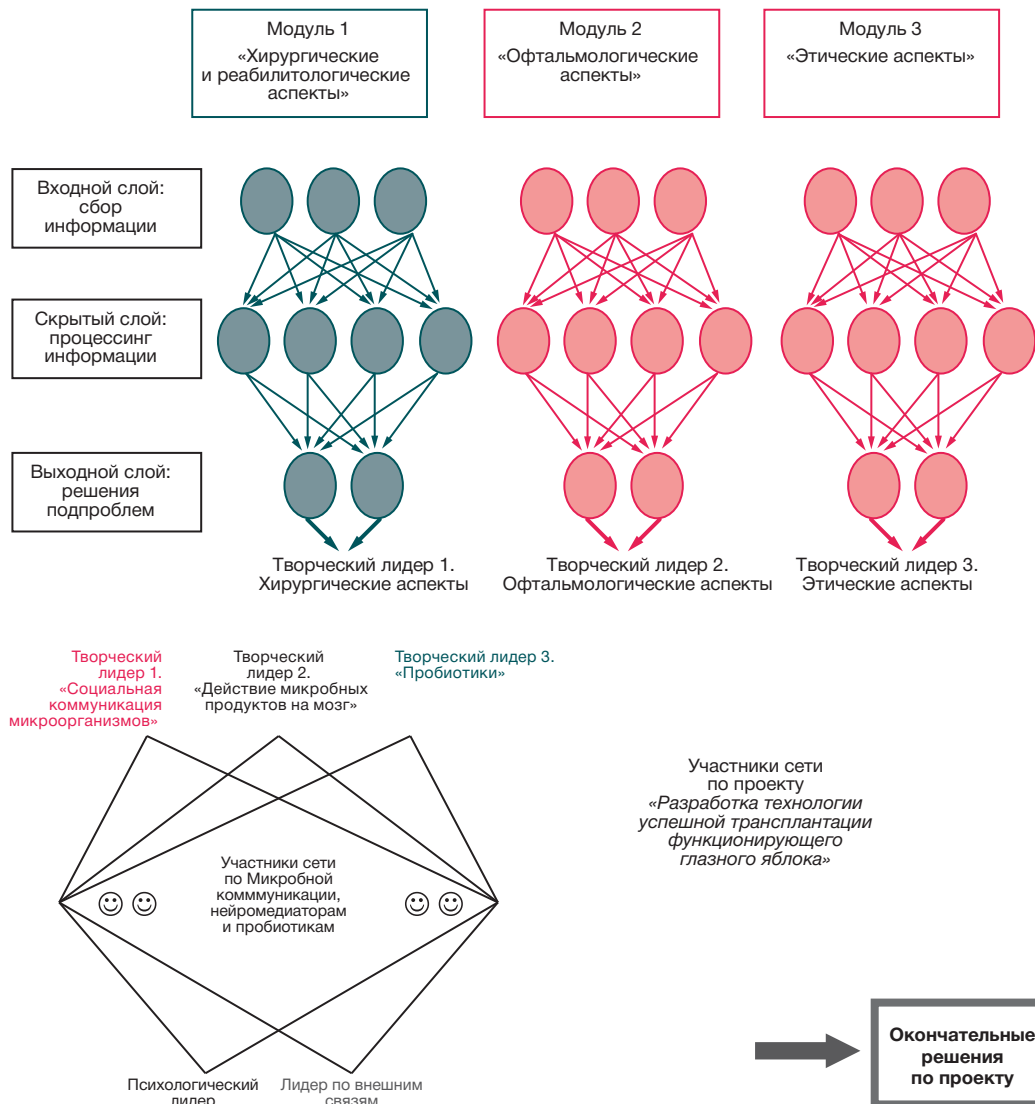 Модуль 1
«Хирургические
и реабилитологические
аспекты»
Модуль 2
«Офтальмологические
аспекты»
Модуль 3
«Этические аспекты»
Входной слой:
сбор
информации
Скрытый слой:
процессинг
информации
Выходной слой:
решения
подпроблем
Творческий лидер 1.
Хирургические аспекты
Творческий лидер 2.
Офтальмологические аспекты
Творческий лидер 3.
Этические аспекты
Творческий
лидер 1.
«Социальная
коммуникация
микроорганизмов»
Творческий
лидер 2.
«Действие микробных
продуктов на мозг»
Творческий лидер 3.
«Пробиотики»
Участники сети
по проекту
«Разработка технологии
успешной трансплантации
функционирующего
глазного яблока»
Участники сети
по Микробной
комммуникации,
нейромедиаторам
и пробиотикам
Окончательные
решения
по проекту
Психологический
лидер
Лидер по внешним
связям